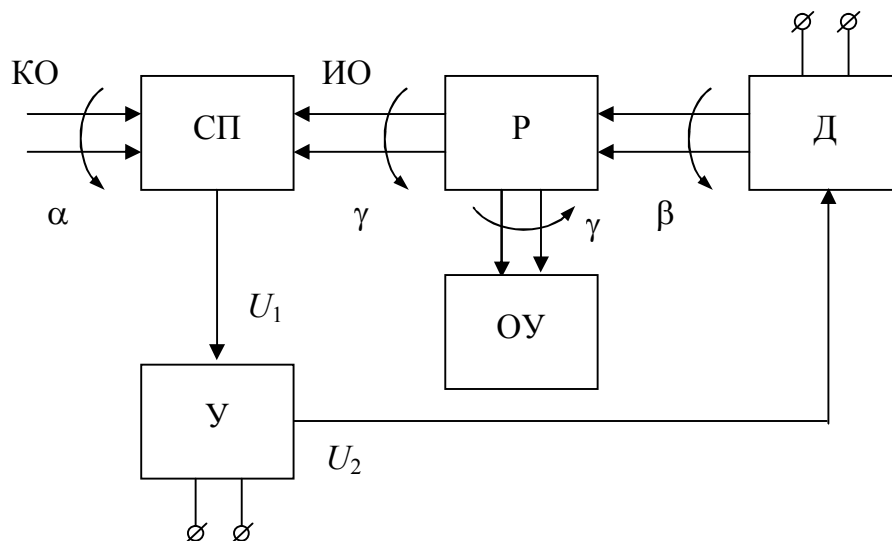 КО
ИО
СП
Р
Д
α
γ
γ
β
U1
ОУ
У
U2